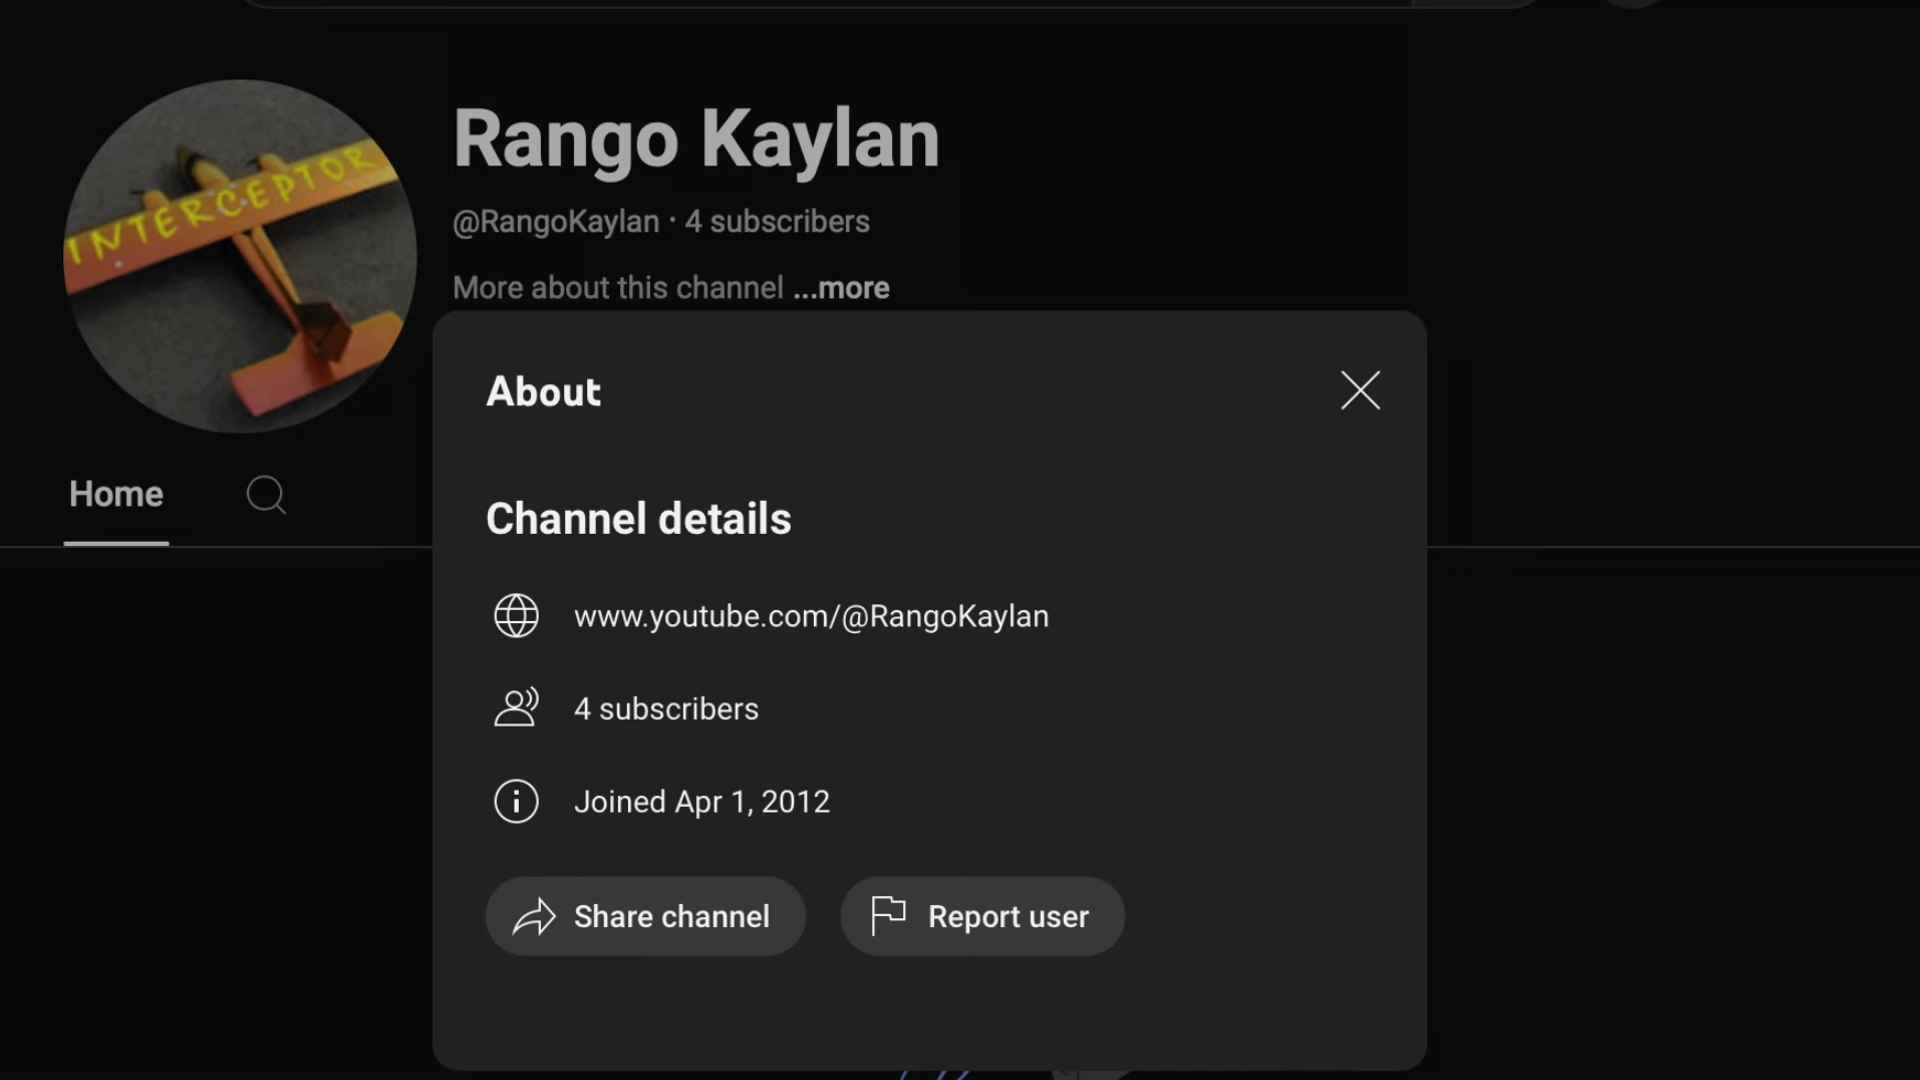 INTERCEPTOR
Rango Kaylan
@RangoKaylan · 4 subscribers
More about this channel ...more
Home
About
Channel details
www.youtube.com/@RangoKaylan
4 subscribers
Joined Apr 1, 2012
Share channel
Report user